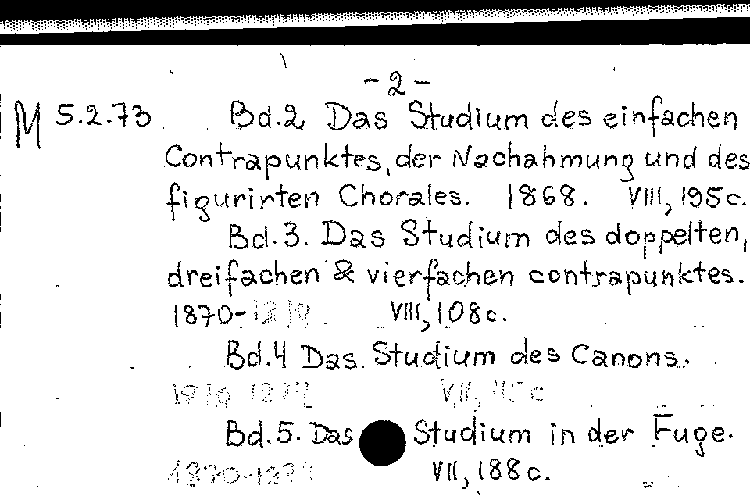 -2-
M 5.2.73 Bd.2 Das Studium des einfachen
Contrapunktes, der Nachahmung und des
figurirten Chorales. 1868. VIII, 195c.
Bd.3. Das Studium des doppelten,
dreifachen & vierfachen contrapunktes.
1870- VIII, 108c.
Bd.4 Das Studium des Canons.
Bd.5. Das Studium in der Fuge.
VII, 188c.